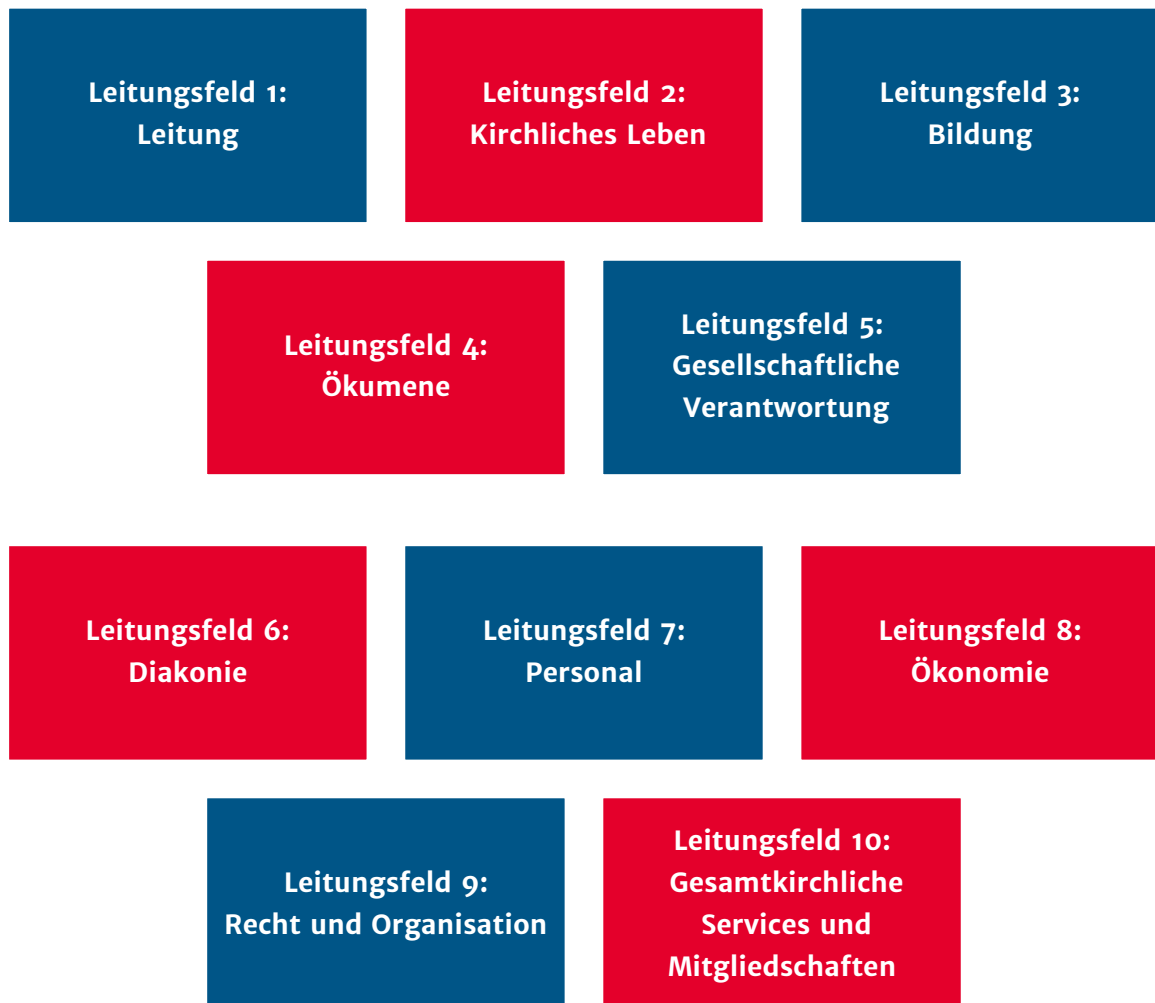 Leitungsfeld 1:
Leitung
Leitungsfeld 2:
Kirchliches Leben
Leitungsfeld 3:
Bildung
Leitungsfeld 4:
Ökumene
Leitungsfeld 5:
Gesellschaftliche
Verantwortung
Leitungsfeld 6:
Diakonie
Leitungsfeld 7:
Personal
Leitungsfeld 8:
Ökonomie
Leitungsfeld 9:
Recht und Organisation
Leitungsfeld 10:
Gesamtkirchliche
Services und
Mitgliedschaften